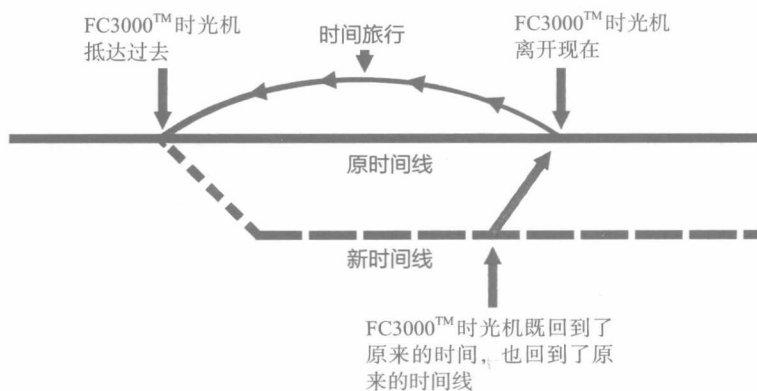 FC3000™时光机
抵达过去
时间旅行
FC3000™时光机
离开现在
原时间线
新时间线
FC3000™时光机既回到了
原来的时间，也回到了原
来的时间线